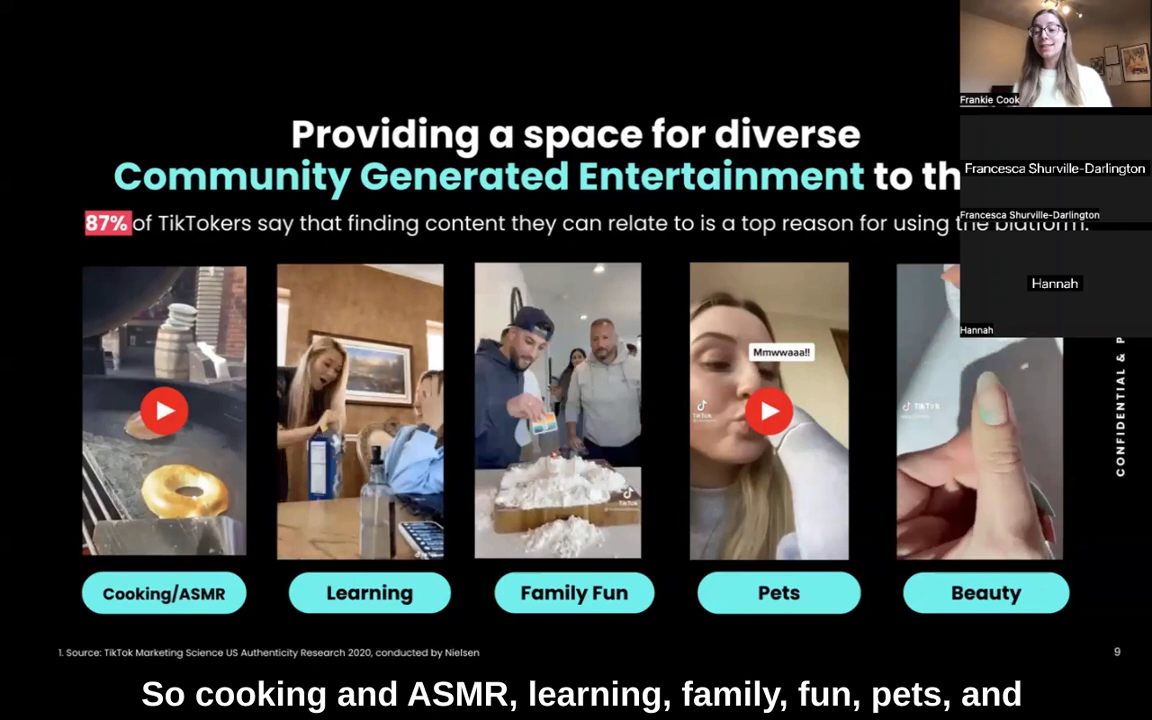 Frankie Cook
Providing a space for diverse
Community Generated Entertainment to th
Francesca Shurville-Darlington
Francesca Shurville-Darlington
87% of TikTokers say that finding content they can relate to is a top reason for using the platform.
Hannah
Hannah
Mmwwaaa!!
TikTok
TikTok
TikTok
CONFIDENTIAL & P
Cooking/ASMR
Learning
Family Fun
Pets
Beauty
1. Source: TikTok Marketing Science US Authenticity Research 2020, conducted by Nielsen
9
So cooking and ASMR, learning, family, fun, pets, and